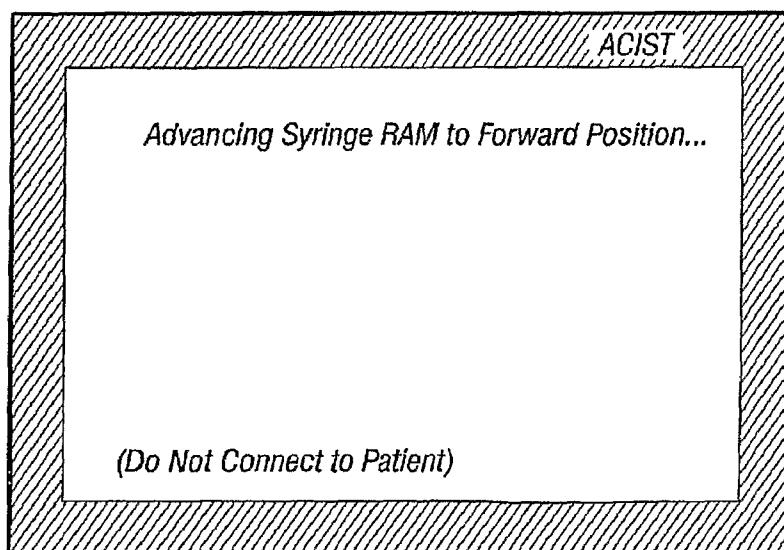 ACIST
Advancing Syringe RAM to Forward Position...
(Do Not Connect to Patient)